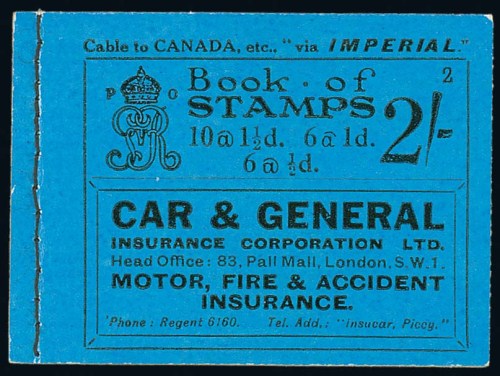 Cable to CANADA, etc., "via IMPERIAL."
2
P O
Book · of
STAMPS
10 @ 1½d. 6 @ 1d.
6 @ ½d.
2/-
CAR & GENERAL
INSURANCE CORPORATION LTD.
Head Office: 83, Pall Mall, London, S.W.1.
MOTOR, FIRE & ACCIDENT
INSURANCE.
'Phone: Regent 6160. Tel. Add.: "Insucar, Piccy."